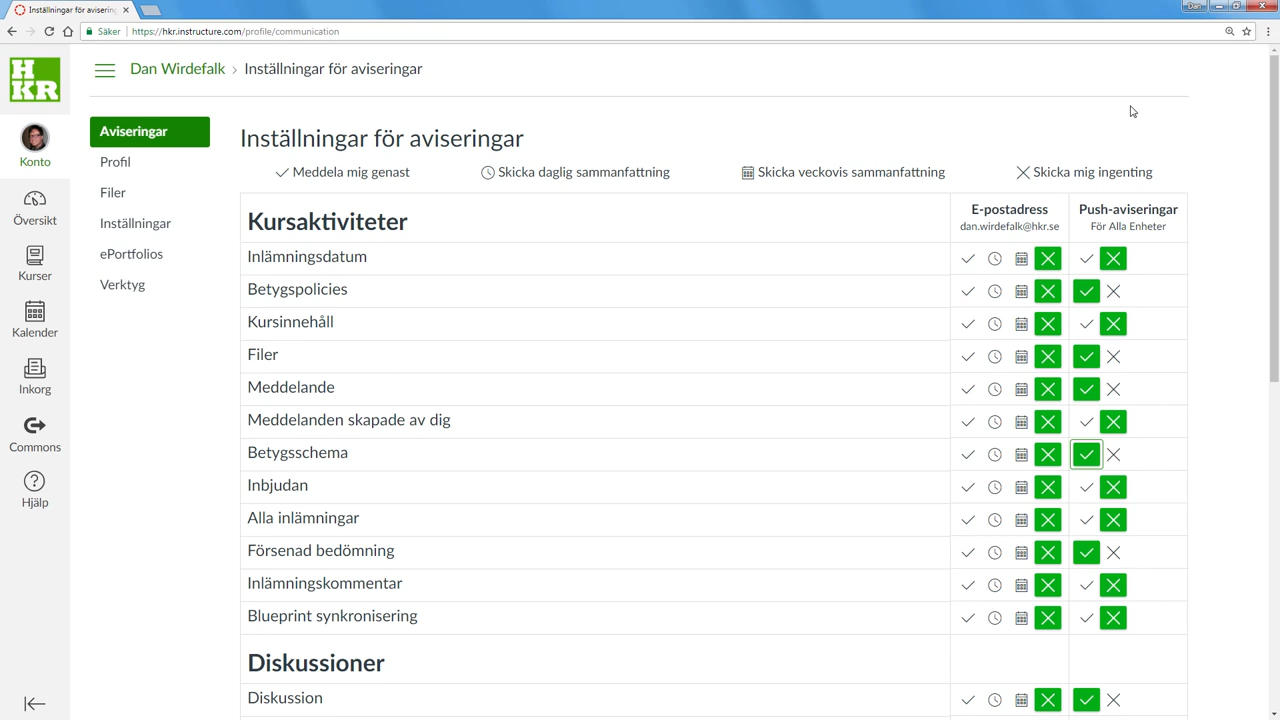 Inställningar för avisering
Dan
Säker
https://hkr.instructure.com/profile/communication
H
KR
Dan Wirdefalk › Inställningar för aviseringar
Konto
Översikt
Kurser
Kalender
Inkorg
Commons
Hjälp
Aviseringar
Profil
Filer
Inställningar
ePortfolios
Verktyg
Inställningar för aviseringar
Meddela mig genast
Skicka daglig sammanfattning
Skicka veckovis sammanfattning
Skicka mig ingenting
Kursaktiviteter
E-postadress
dan.wirdefalk@hkr.se
Push-aviseringar
För Alla Enheter
Inlämningsdatum
Betygspolicies
Kursinnehåll
Filer
Meddelande
Meddelanden skapade av dig
Betygsschema
Inbjudan
Alla inlämningar
Försenad bedömning
Inlämningskommentar
Blueprint synkronisering
Diskussioner
Diskussion